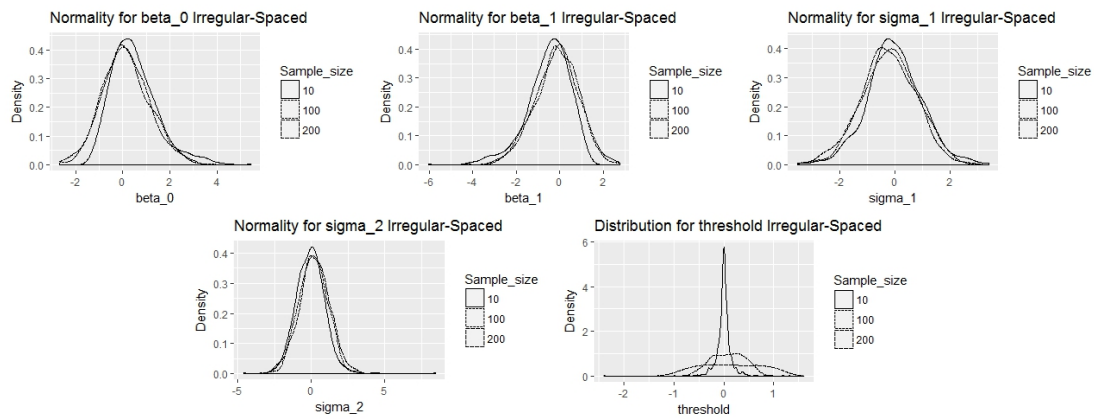 Normality for beta_0 Irregular-Spaced
Density
0.4
0.3
0.2
0.1
0.0
-2 0 2 4
beta_0
Sample_size
10
100
200
Normality for beta_1 Irregular-Spaced
Density
0.4
0.3
0.2
0.1
0.0
-6 -4 -2 0 2
beta_1
Sample_size
10
100
200
Normality for sigma_1 Irregular-Spaced
Density
0.4
0.3
0.2
0.1
0.0
-2 0 2
sigma_1
Sample_size
10
100
200
Normality for sigma_2 Irregular-Spaced
Density
0.4
0.3
0.2
0.1
0.0
-5 0 5
sigma_2
Sample_size
10
100
200
Distribution for threshold Irregular-Spaced
Density
6
4
2
0
-2 -1 0 1
threshold
Sample_size
10
100
200